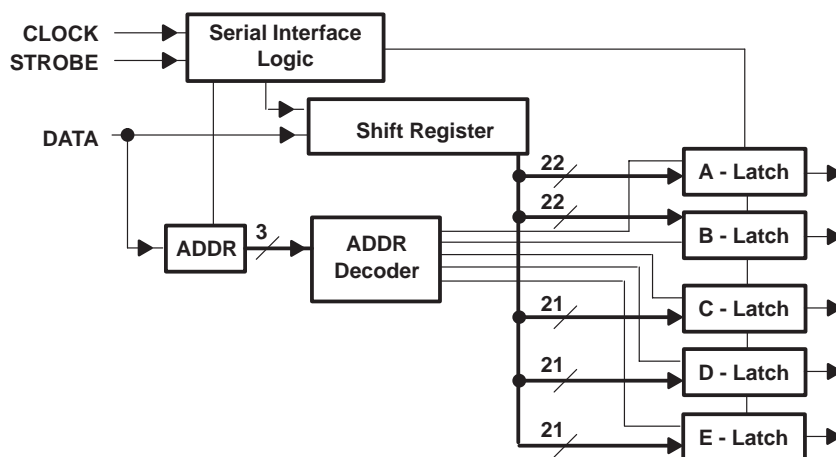 CLOCK
STROBE
Serial Interface
Logic
DATA
Shift Register
22
A - Latch
22
B - Latch
ADDR
3
ADDR
Decoder
21
C - Latch
21
D - Latch
21
E - Latch